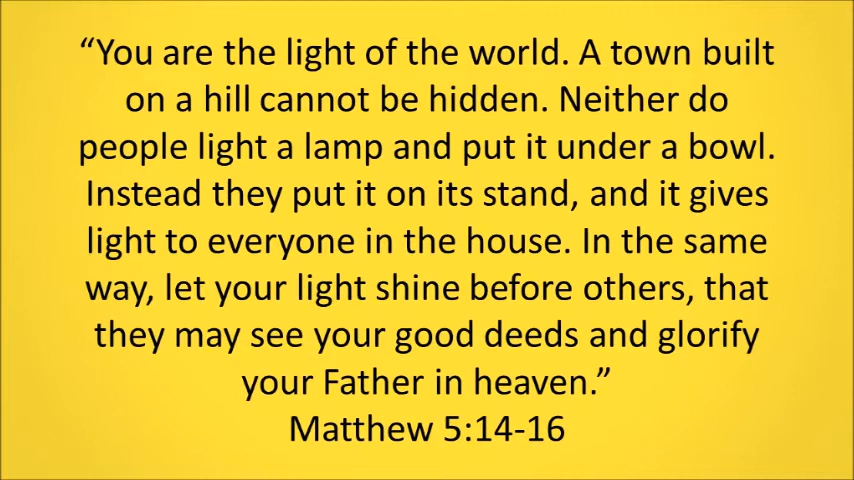 “You are the light of the world. A town built
on a hill cannot be hidden. Neither do
people light a lamp and put it under a bowl.
Instead they put it on its stand, and it gives
light to everyone in the house. In the same
way, let your light shine before others, that
they may see your good deeds and glorify
your Father in heaven.”
Matthew 5:14-16